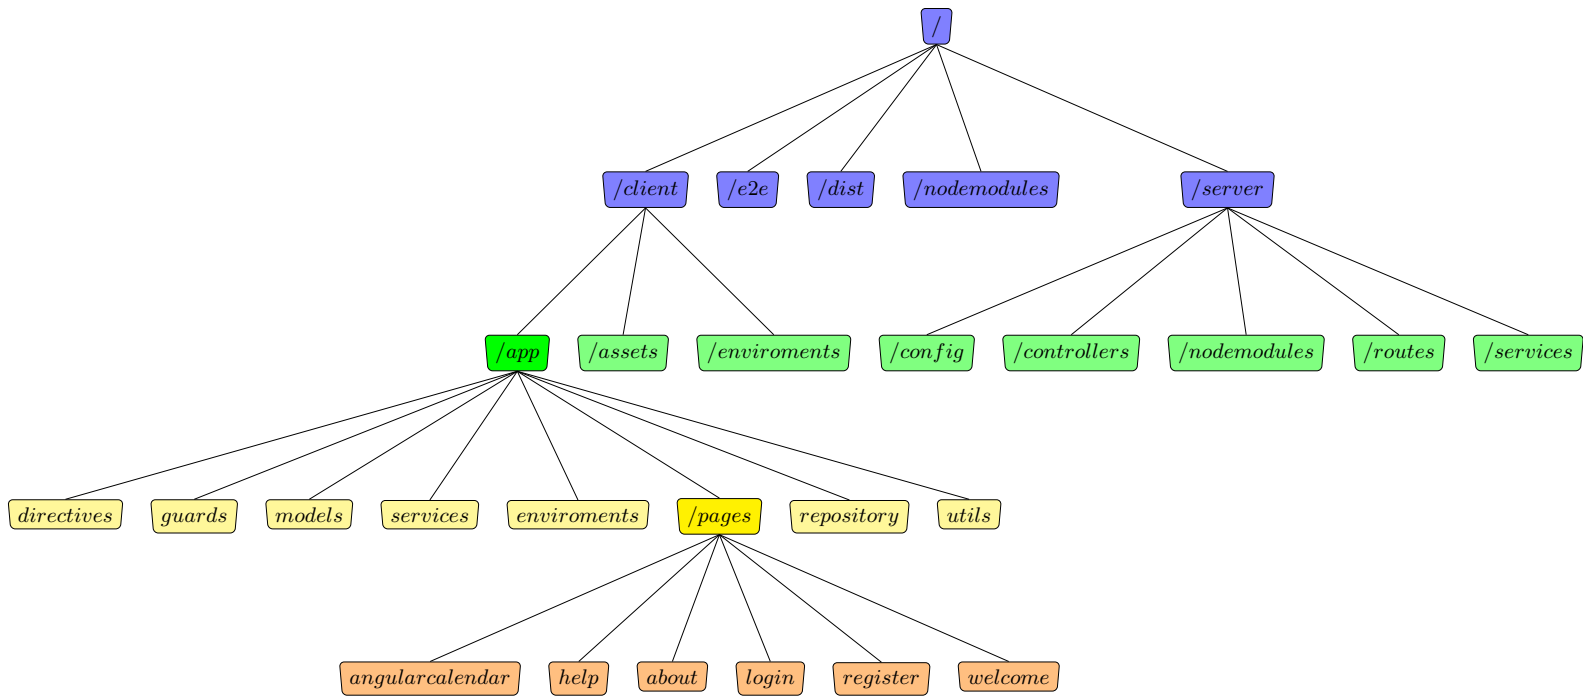 /
/client /e2e /dist /nodemodules /server
/app /assets /enviroments /config /controllers /nodemodules /routes /services
directives guards models services enviroments /pages repository utils
angularcalendar help about login register welcome